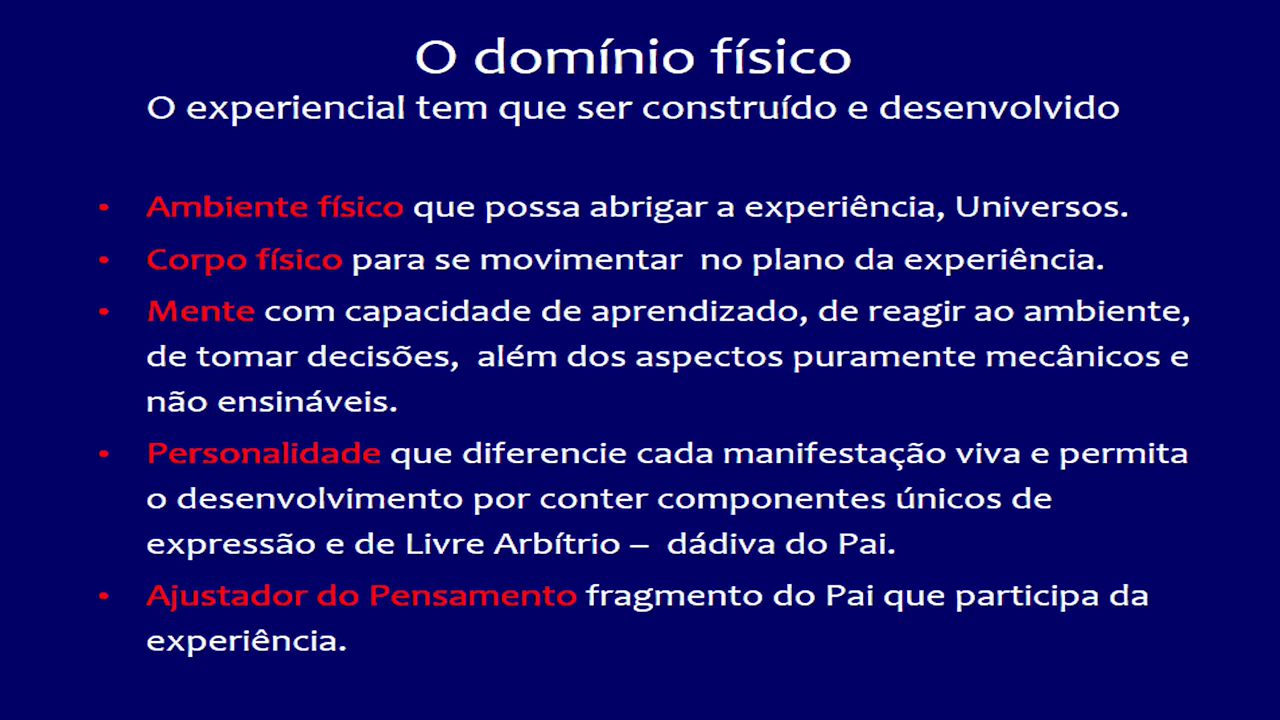 O domínio físico
O experiencial tem que ser construído e desenvolvido
• Ambiente físico que possa abrigar a experiência, Universos.
• Corpo físico para se movimentar  no plano da experiência.
• Mente com capacidade de aprendizado, de reagir ao ambiente,
de tomar decisões,  além dos aspectos puramente mecânicos e
não ensináveis.
• Personalidade que diferencie cada manifestação viva e permita
o desenvolvimento por conter componentes únicos de
expressão e de Livre Arbítrio –  dádiva do Pai.
• Ajustador do Pensamento fragmento do Pai que participa da
experiência.